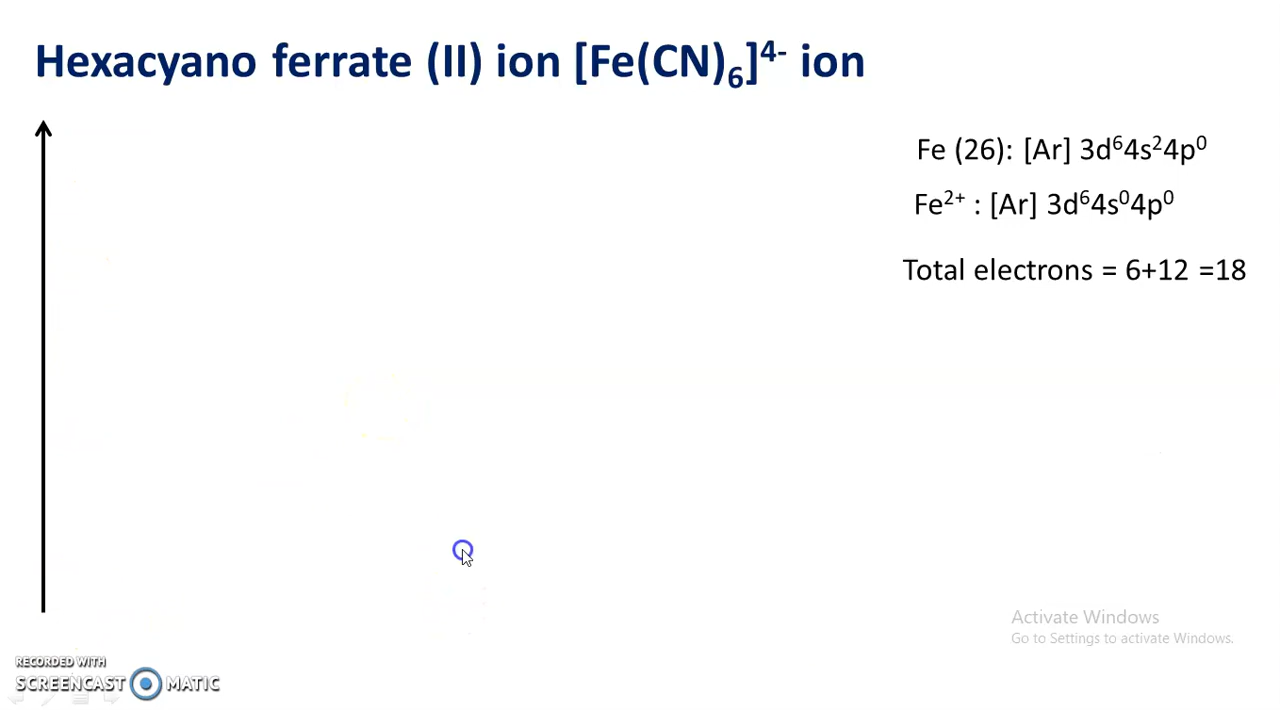 Hexacyano ferrate (II) ion [Fe(CN)₆]⁴⁻ ion
Fe (26): [Ar] 3d⁶4s²4p⁰
Fe²⁺ : [Ar] 3d⁶4s⁰4p⁰
Total electrons = 6+12 =18
Activate Windows
Go to Settings to activate Windows.
RECORDED WITH
SCREENCAST MATIC